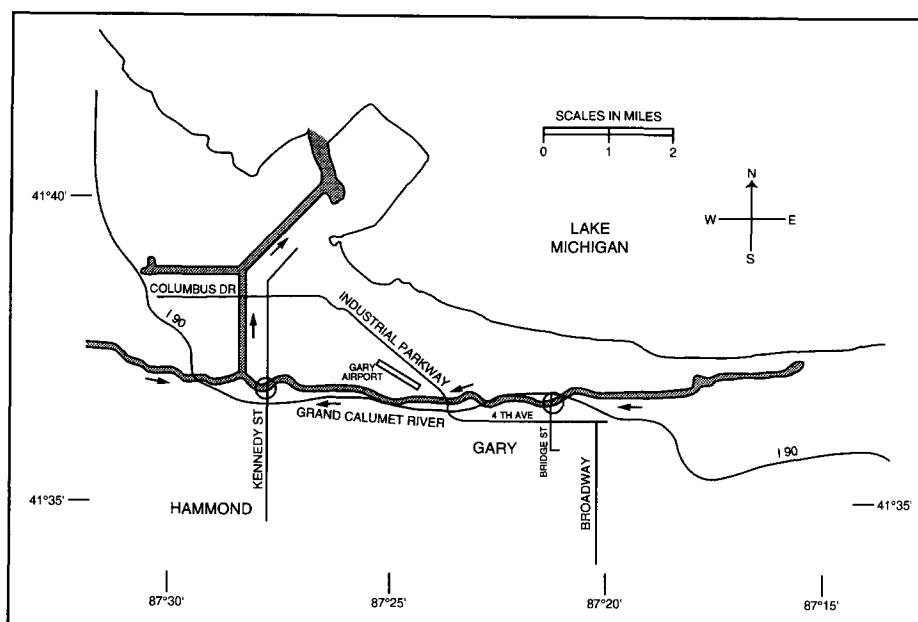 SCALES IN MILES
0 1 2
N
W E
S
41°40'
LAKE
MICHIGAN
COLUMBUS DR
I 90
INDUSTRIAL PARKWAY
GARY
AIRPORT
GRAND CALUMET RIVER
4 TH AVE
KENNEDY ST
GARY
BRIDGE ST
BROADWAY
I 90
HAMMOND
41°35'
41°35'
87°30'
87°25'
87°20'
87°15'